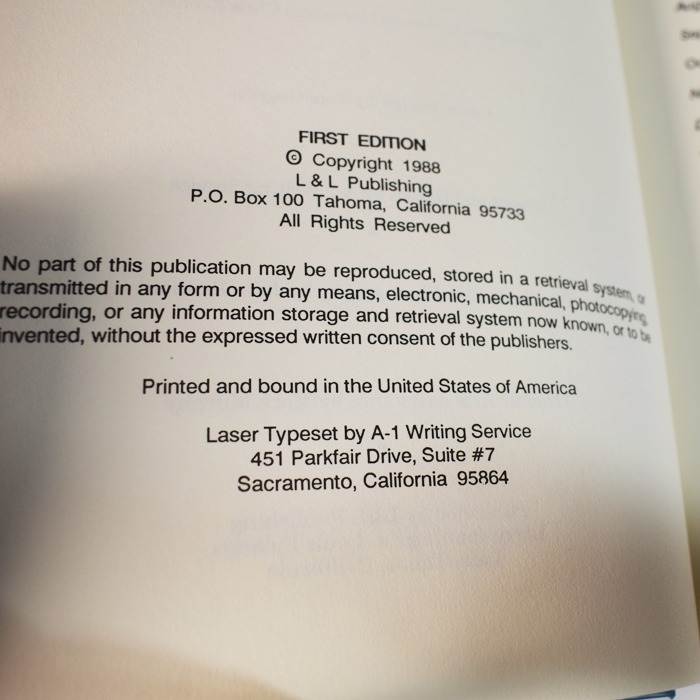 FIRST EDITION
© Copyright 1988
L & L Publishing
P.O. Box 100 Tahoma, California 95733
All Rights Reserved
No part of this publication may be reproduced, stored in a retrieval system, or
transmitted in any form or by any means, electronic, mechanical, photocopying
recording, or any information storage and retrieval system now known, or to be
invented, without the expressed written consent of the publishers.
Printed and bound in the United States of America
Laser Typeset by A-1 Writing Service
451 Parkfair Drive, Suite #7
Sacramento, California 95864